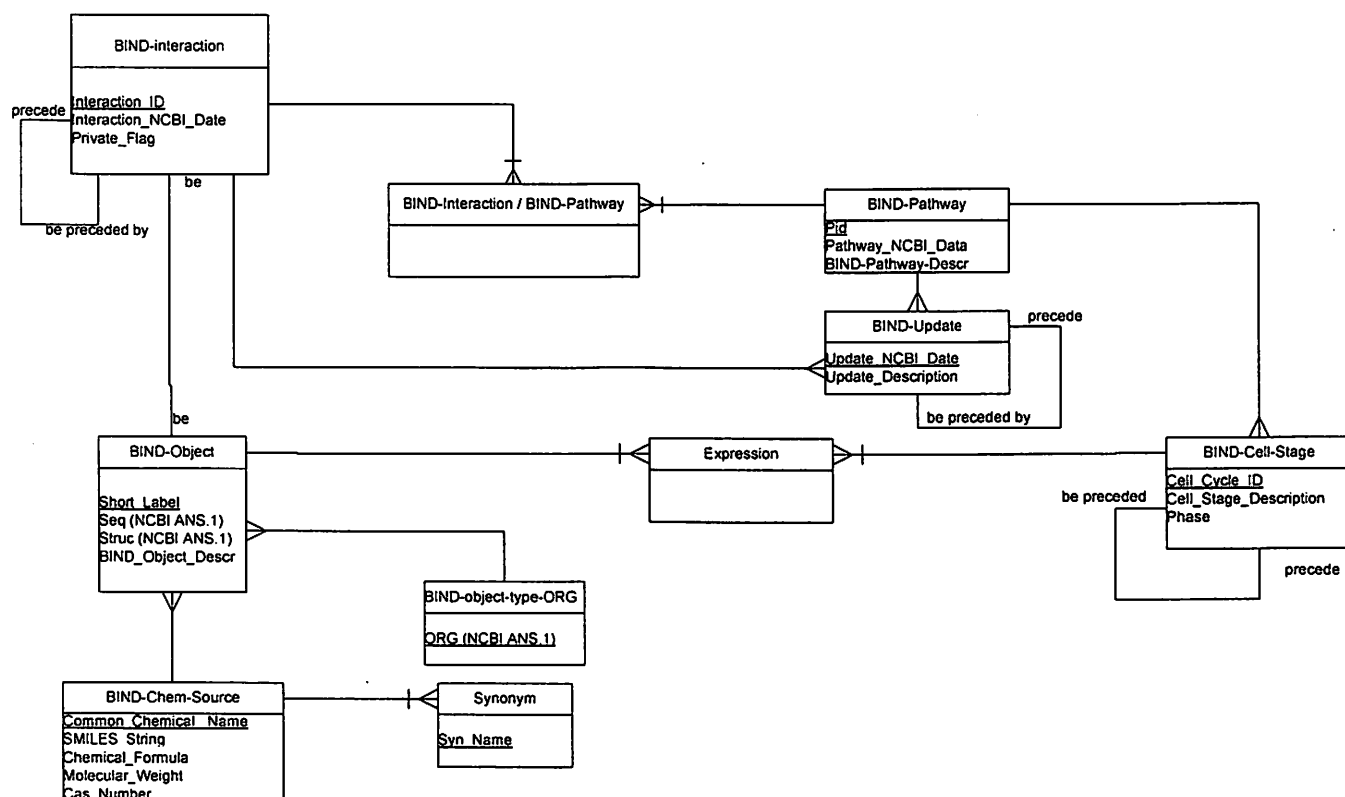 BIND-interaction
Interaction_ID
Interaction_NCBI_Date
Private_Flag
precede
be preceded by
be
be
BIND-Interaction / BIND-Pathway
BIND-Pathway
Pid
Pathway_NCBI_Data
BIND-Pathway-Descr
BIND-Update
Update_NCBI_Date
Update_Description
precede
be preceded by
BIND-Object
Short_Label
Seq (NCBI ANS.1)
Struc (NCBI ANS.1)
BIND_Object_Descr
Expression
BIND-Cell-Stage
Cell_Cycle_ID
Cell_Stage_Description
Phase
be preceded
precede
BIND-object-type-ORG
ORG (NCBI ANS.1)
BIND-Chem-Source
Common_Chemical_Name
SMILES_String
Chemical_Formula
Molecular_Weight
Cas_Number
Synonym
Syn_Name